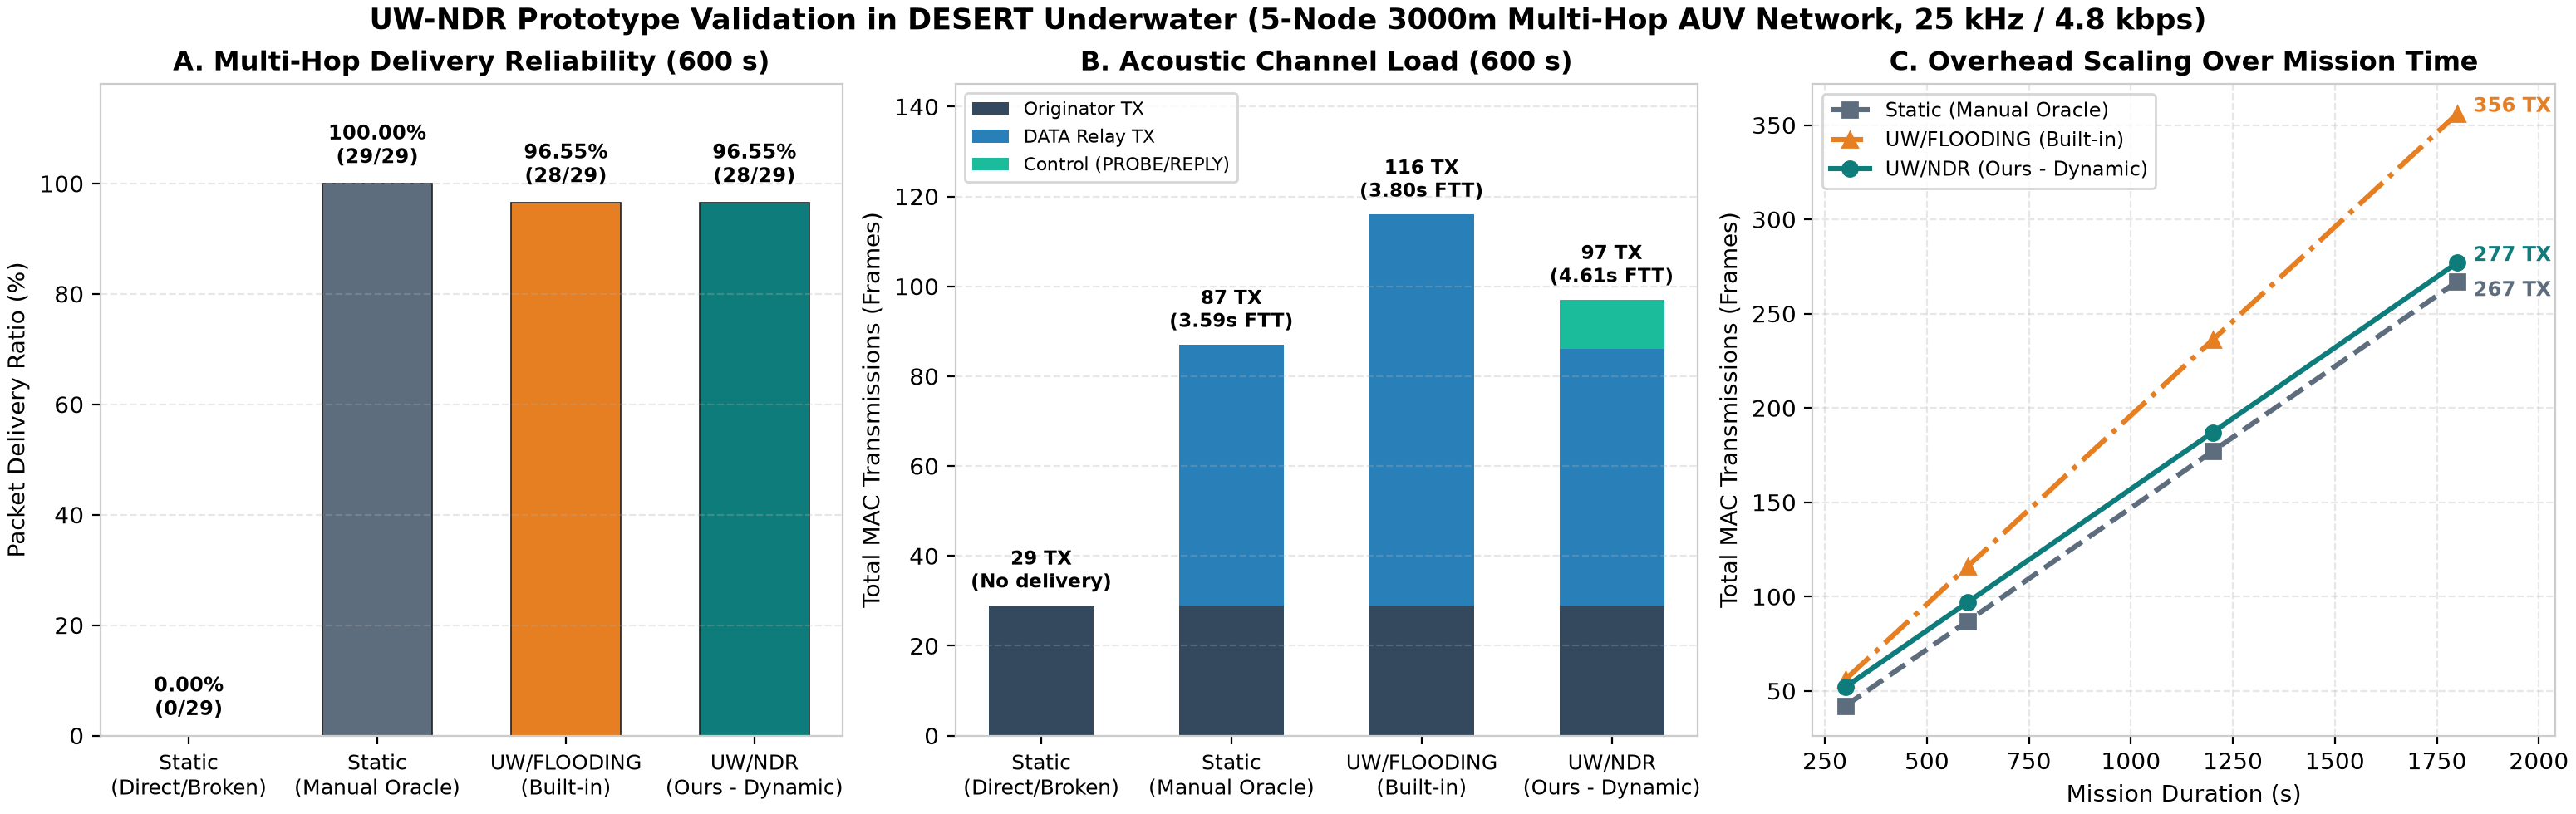 UW-NDR Prototype Validation in DESERT Underwater (5-Node 3000m Multi-Hop AUV Network, 25 kHz / 4.8 kbps)
A. Multi-Hop Delivery Reliability (600 s)
Packet Delivery Ratio (%)
100
80
60
40
20
0
0.00%
(0/29)
100.00%
(29/29)
96.55%
(28/29)
96.55%
(28/29)
Static
(Direct/Broken)
Static
(Manual Oracle)
UW/FLOODING
(Built-in)
UW/NDR
(Ours - Dynamic)
B. Acoustic Channel Load (600 s)
Total MAC Transmissions (Frames)
140
120
100
80
60
40
20
0
Originator TX
DATA Relay TX
Control (PROBE/REPLY)
29 TX
(No delivery)
87 TX
(3.59s FTT)
116 TX
(3.80s FTT)
97 TX
(4.61s FTT)
Static
(Direct/Broken)
Static
(Manual Oracle)
UW/FLOODING
(Built-in)
UW/NDR
(Ours - Dynamic)
C. Overhead Scaling Over Mission Time
Total MAC Transmissions (Frames)
350
300
250
200
150
100
50
Static (Manual Oracle)
UW/FLOODING (Built-in)
UW/NDR (Ours - Dynamic)
356 TX
277 TX
267 TX
250
500
750
1000
1250
1500
1750
2000
Mission Duration (s)